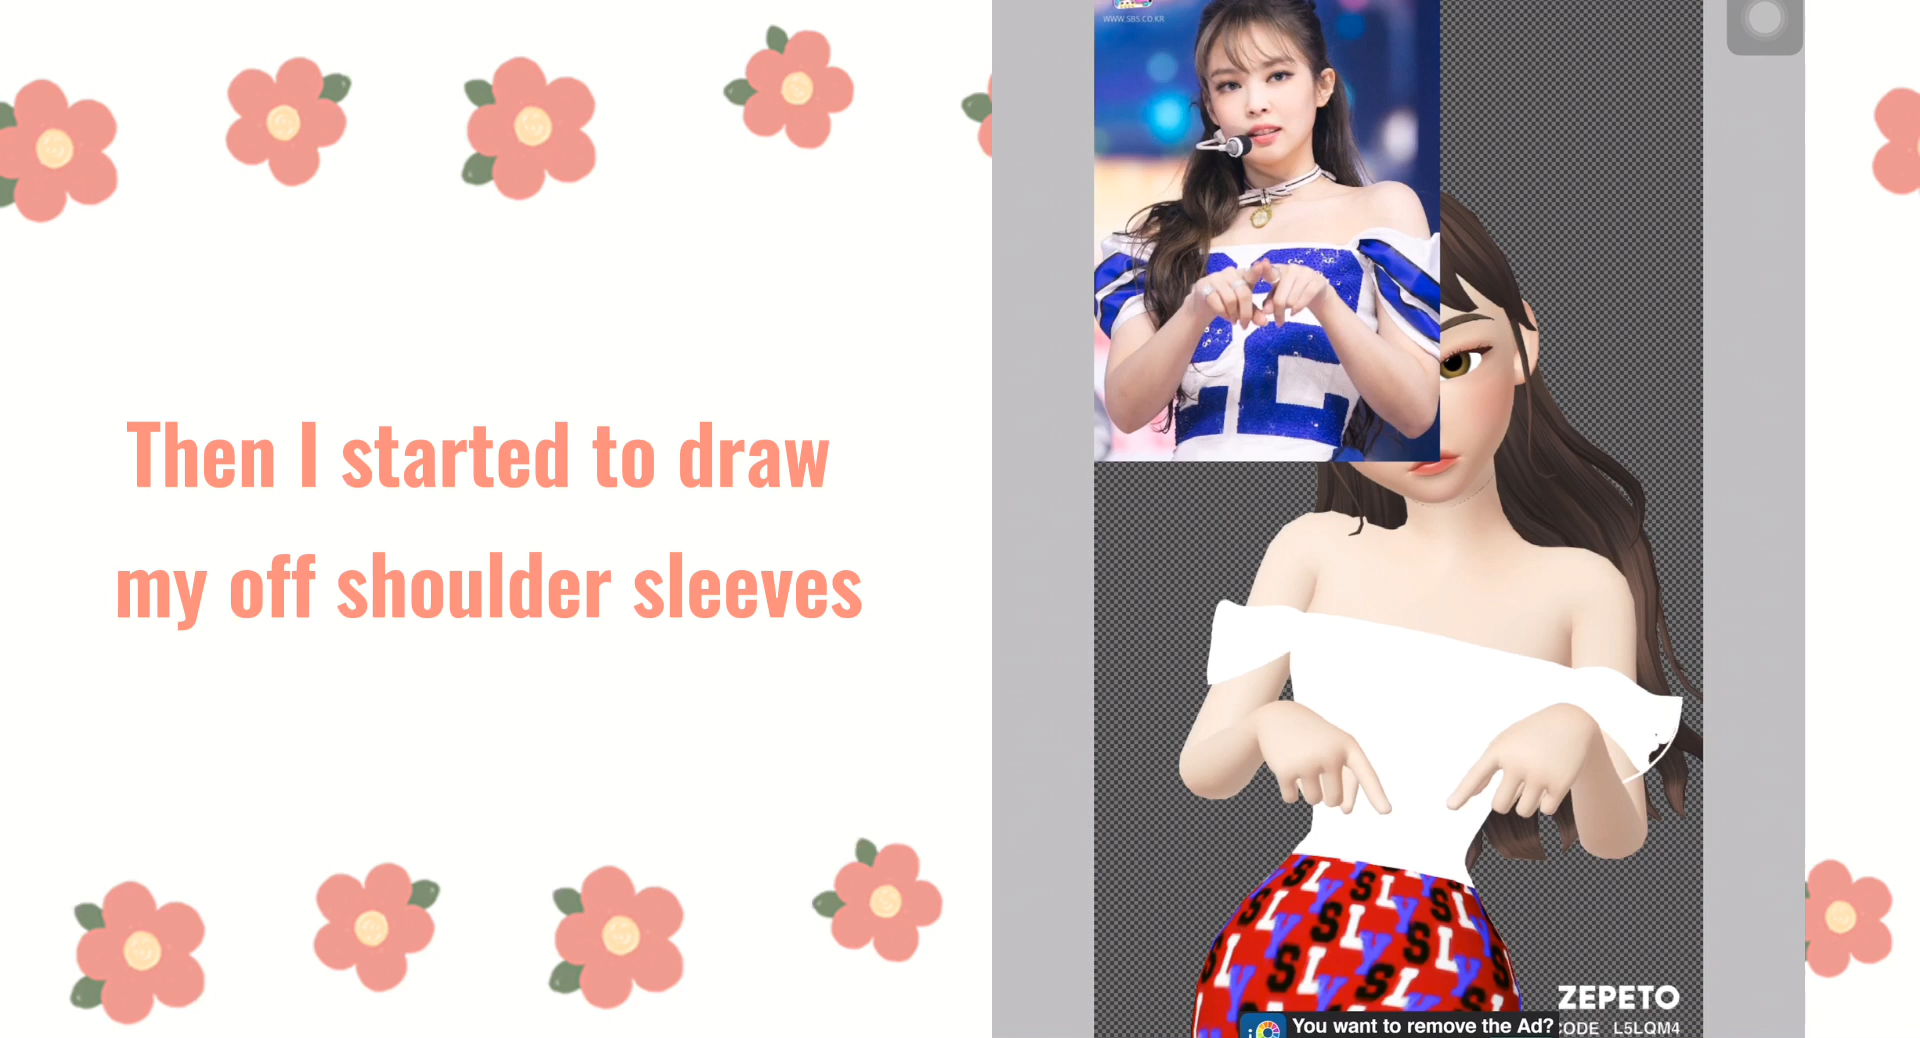 Then I started to draw
my off shoulder sleeves
WWW.SBS.CO.KR
ZEPETO
CODE L5LQM4
You want to remove the Ad?